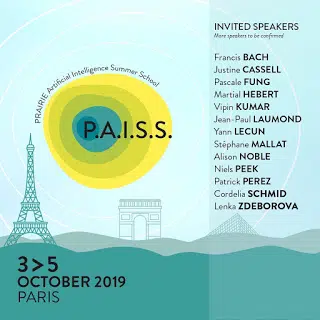 PRAIRIE Artificial Intelligence Summer School
P.A.I.S.S.
3>5
OCTOBER 2019
PARIS
INVITED SPEAKERS
More speakers to be confirmed
Francis BACH
Justine CASSELL
Pascale FUNG
Martial HEBERT
Vipin KUMAR
Jean-Paul LAUMOND
Yann LECUN
Stéphane MALLAT
Alison NOBLE
Niels PEEK
Patrick PEREZ
Cordelia SCHMID
Lenka ZDEBOROVA